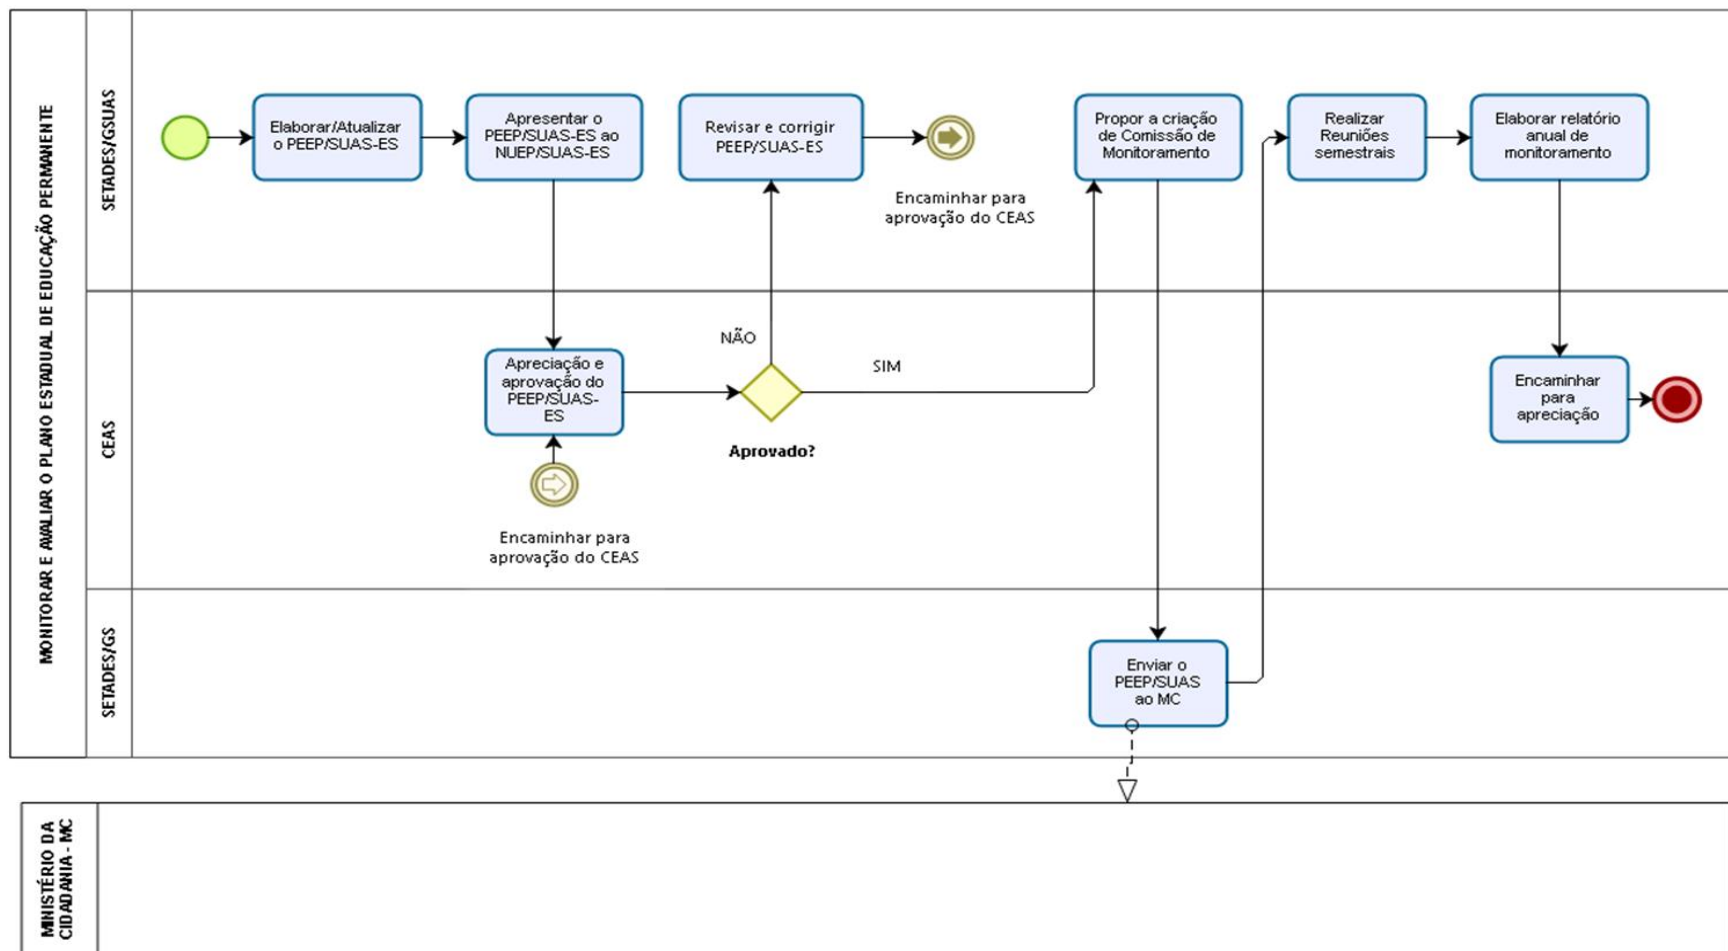 MONITORAR E AVALIAR O PLANO ESTADUAL DE EDUCAÇÃO PERMANENTE
SETADES/GSUAS
Elaborar/Atualizar
o PEEP/SUAS-ES
Apresentar o
PEEP/SUAS-ES ao
NUEP/SUAS-ES
Revisar e corrigir
PEEP/SUAS-ES
Encaminhar para
aprovação do CEAS
Propor a criação
de Comissão de
Monitoramento
Realizar
Reuniões
semestrais
Elaborar relatório
anual de
monitoramento
CEAS
Apreciação e
aprovação do
PEEP/SUAS-
ES
Encaminhar para
aprovação do CEAS
NÃO
SIM
Aprovado?
Encaminhar
para
apreciação
SETADES/GS
Enviar o
PEEP/SUAS
ao MC
MINISTÉRIO DA
CIDADANIA - MC